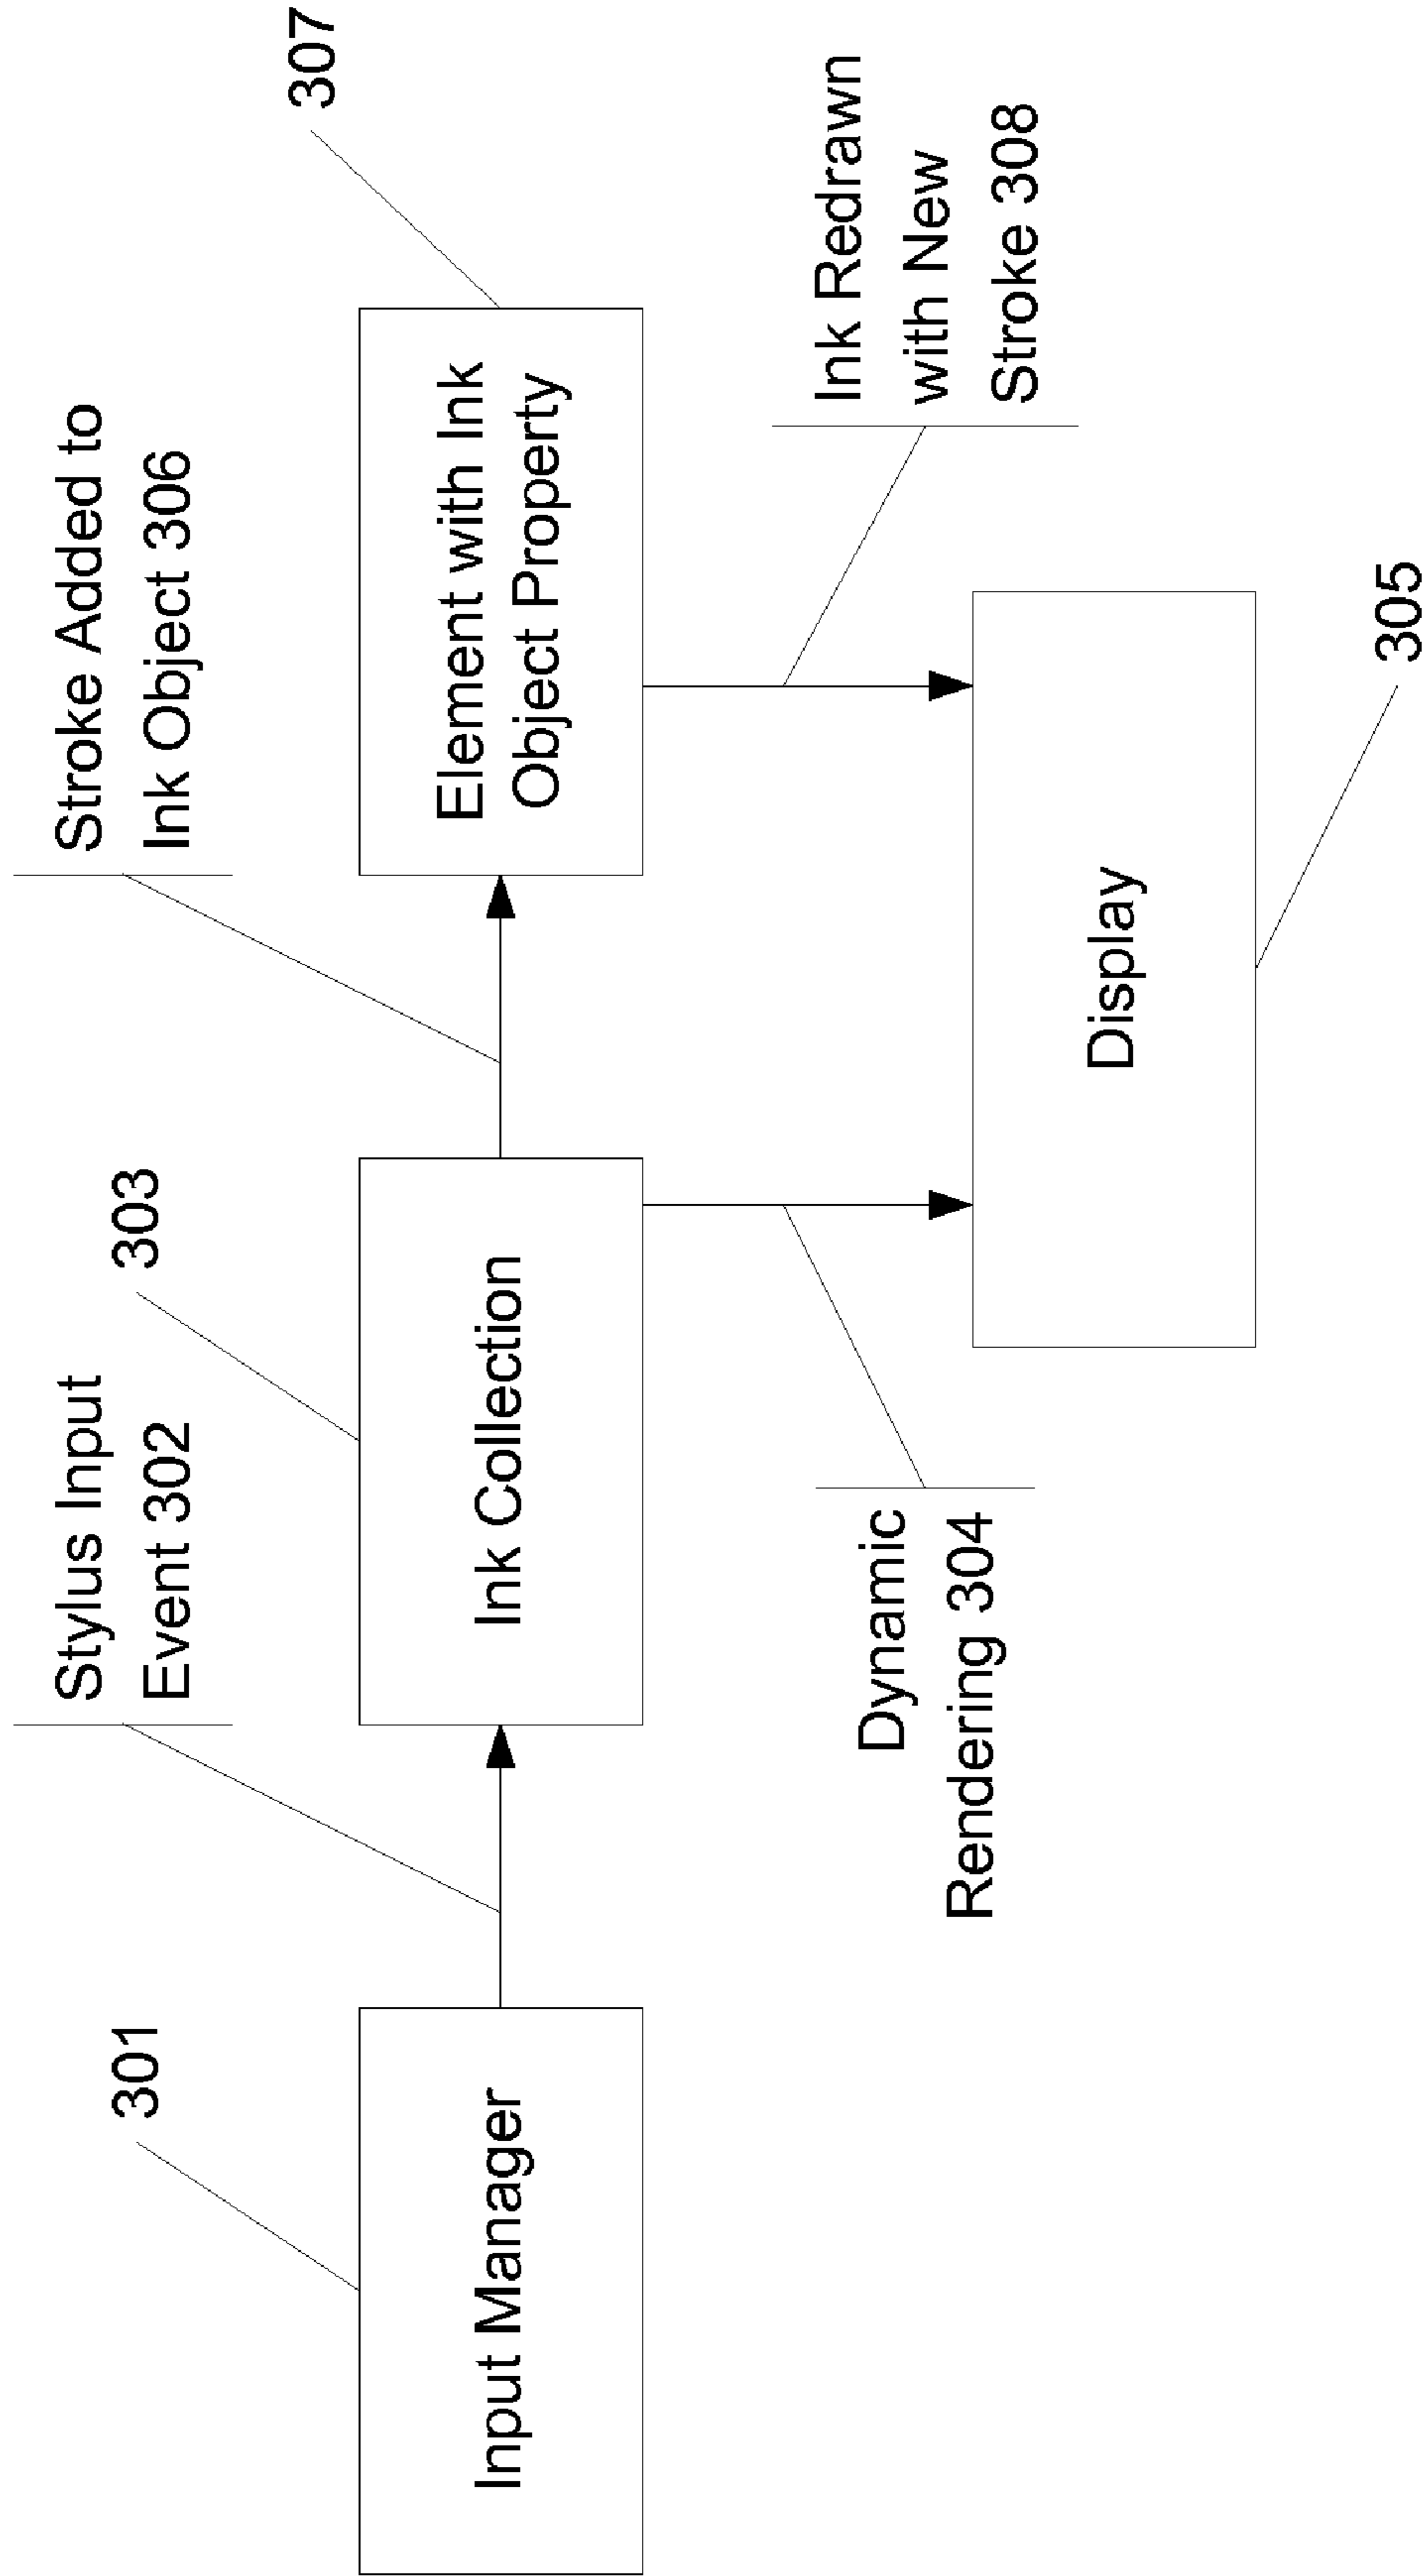 301
Stylus Input
Event 302
303
Stroke Added to
Ink Object 306
307
Input Manager
Ink Collection
Element with Ink
Object Property
Dynamic
Rendering 304
Ink Redrawn
with New
Stroke 308
Display
305